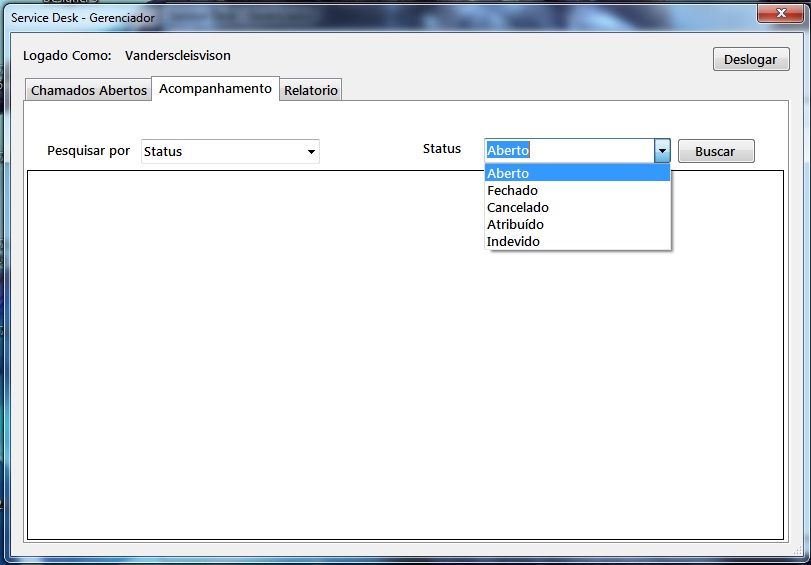 Service Desk - Gerenciador
Logado Como: Vanderscleisvison
Deslogar
Chamados Abertos Acompanhamento Relatorio
Pesquisar por Status Status Aberto Buscar
Aberto
Fechado
Cancelado
Atribuído
Indevido